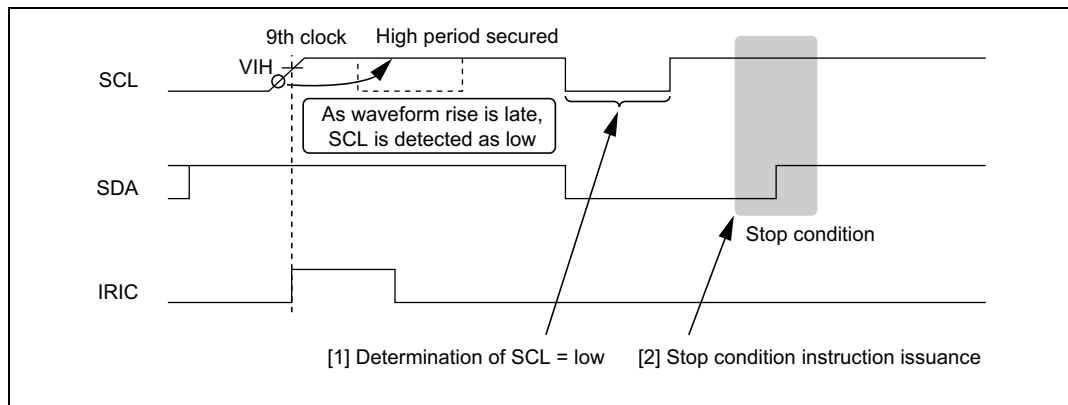 9th clock
High period secured
VIH
SCL
As waveform rise is late,
SCL is detected as low
SDA
Stop condition
IRIC
[1] Determination of SCL = low
[2] Stop condition instruction issuance